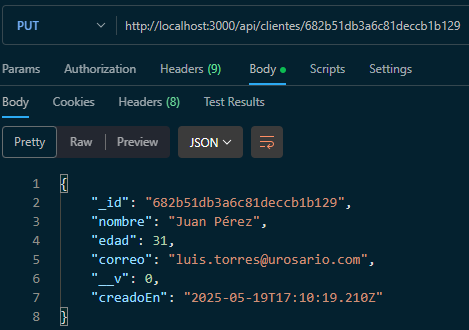 PUT http://localhost:3000/api/clientes/682b51db3a6c81deccb1b129
Params Authorization Headers (9) Body Scripts Settings
Body Cookies Headers (8) Test Results
Pretty Raw Preview JSON
1 {
2 "_id": "682b51db3a6c81deccb1b129",
3 "nombre": "Juan Pérez",
4 "edad": 31,
5 "correo": "luis.torres@urosario.com",
6 "__v": 0,
7 "creadoEn": "2025-05-19T17:10:19.210Z"
8 }